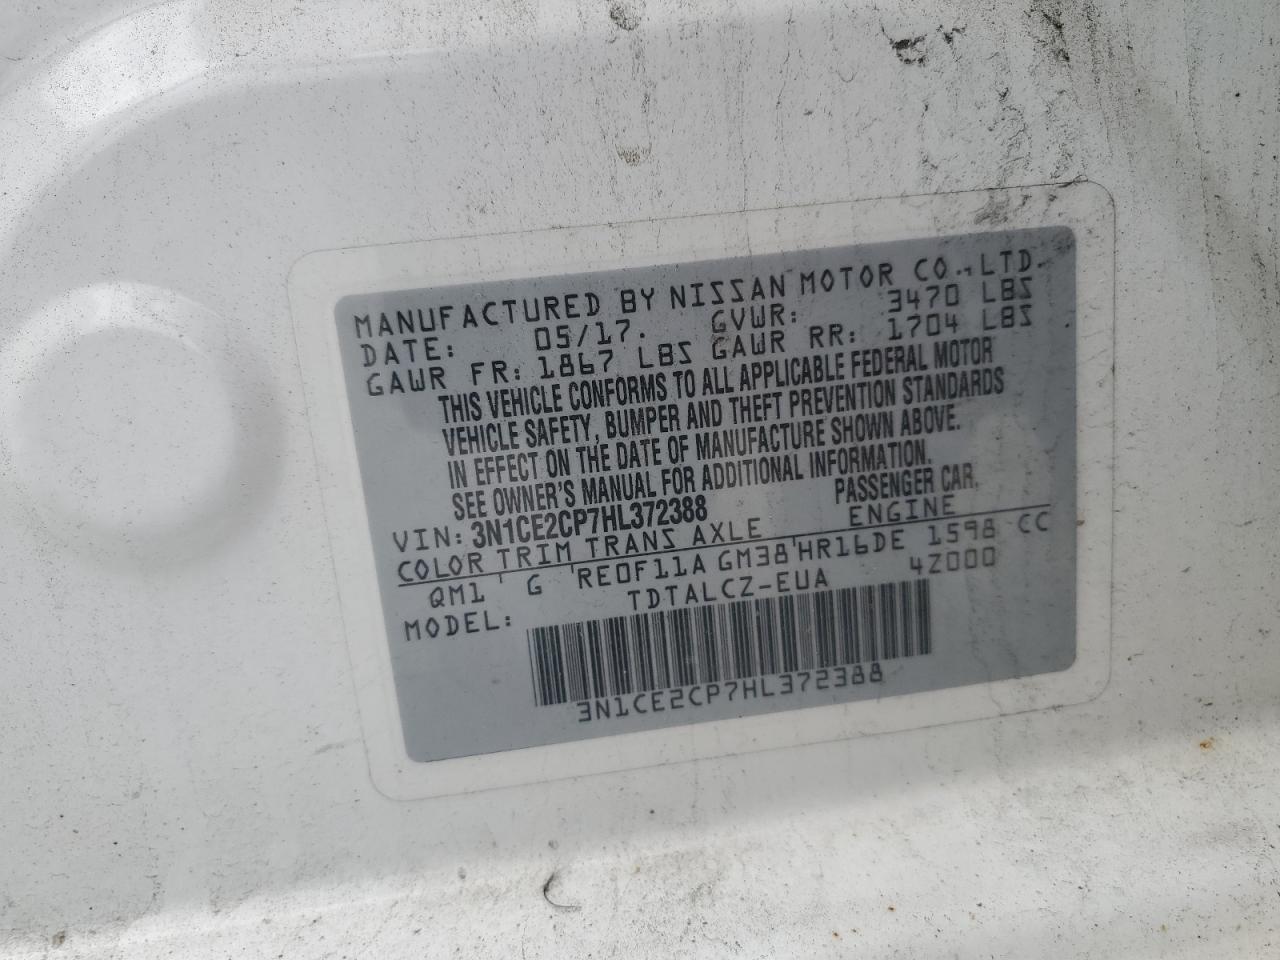 MANUFACTURED BY NISSAN MOTOR CO., LTD.
DATE: 05/17. GVWR: 3470 LBS
GAWR FR: 1867 LBS GAWR RR: 1704 LBS
THIS VEHICLE CONFORMS TO ALL APPLICABLE FEDERAL MOTOR
VEHICLE SAFETY, BUMPER AND THEFT PREVENTION STANDARDS
IN EFFECT ON THE DATE OF MANUFACTURE SHOWN ABOVE.
SEE OWNER'S MANUAL FOR ADDITIONAL INFORMATION.
VIN: 3N1CE2CP7HL372388 PASSENGER CAR.
COLOR TRIM TRANS AXLE ENGINE
QM1 G RE0F11A GM38 HR16DE 1598 CC
MODEL: TDTALCZ-EUA 4Z000
3N1CE2CP7HL372388